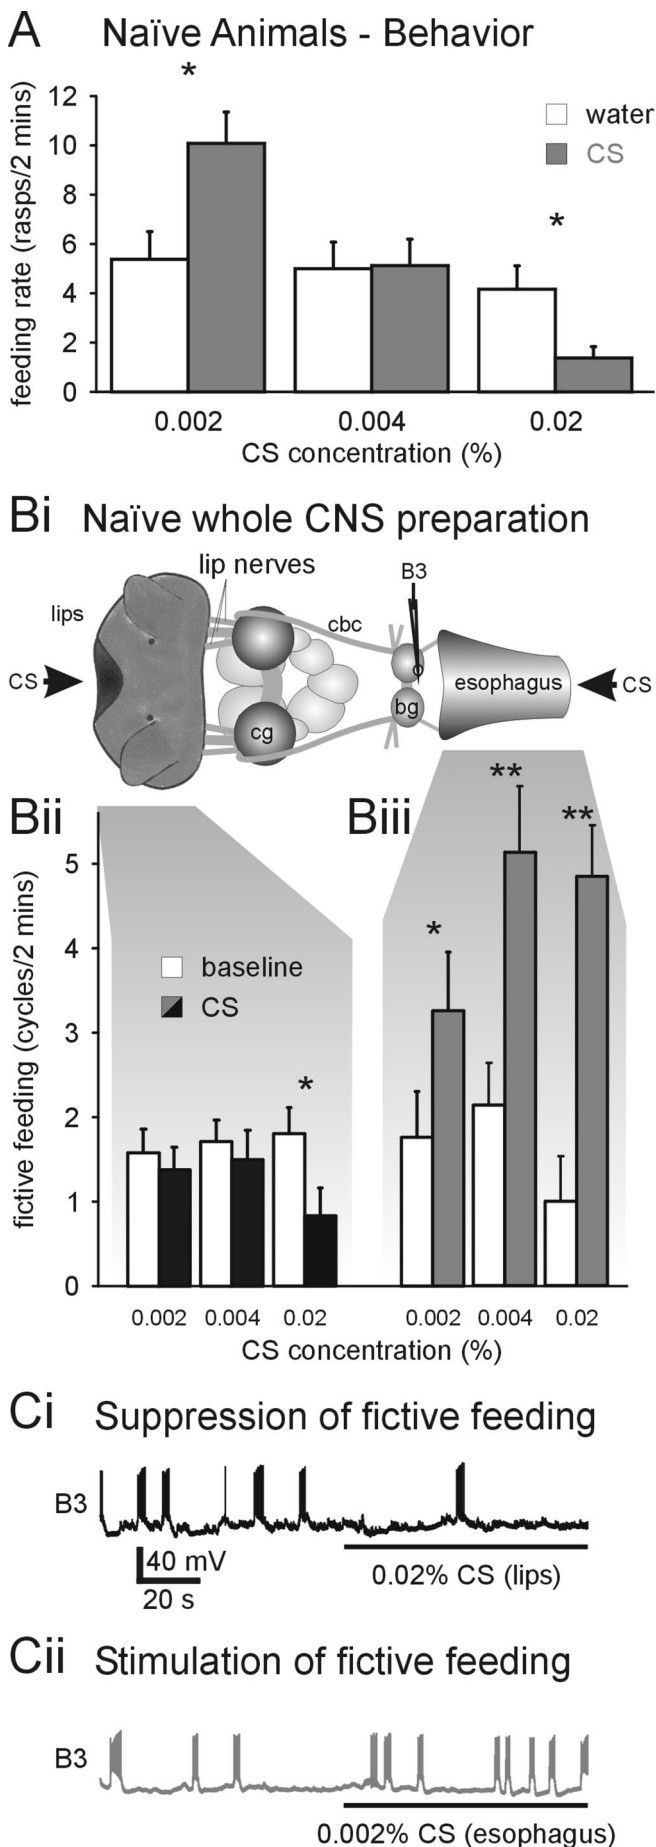 A Naïve Animals - Behavior
*
feeding rate (rasps/2 mins)
12
10
8
6
4
2
0
water
CS
*
0.002 0.004 0.02
CS concentration (%)
Bi Naïve whole CNS preparation
lip nerves
B3
lips
cbc
CS
esophagus
CS
cg
bg
Bii
Biii
** 
**
*
fictive feeding (cycles/2 mins)
5
4
3
2
1
0
baseline
CS
*
0.002 0.004 0.02
0.002 0.004 0.02
CS concentration (%)
Ci Suppression of fictive feeding
B3
40 mV
20 s
0.02% CS (lips)
Cii Stimulation of fictive feeding
B3
0.002% CS (esophagus)